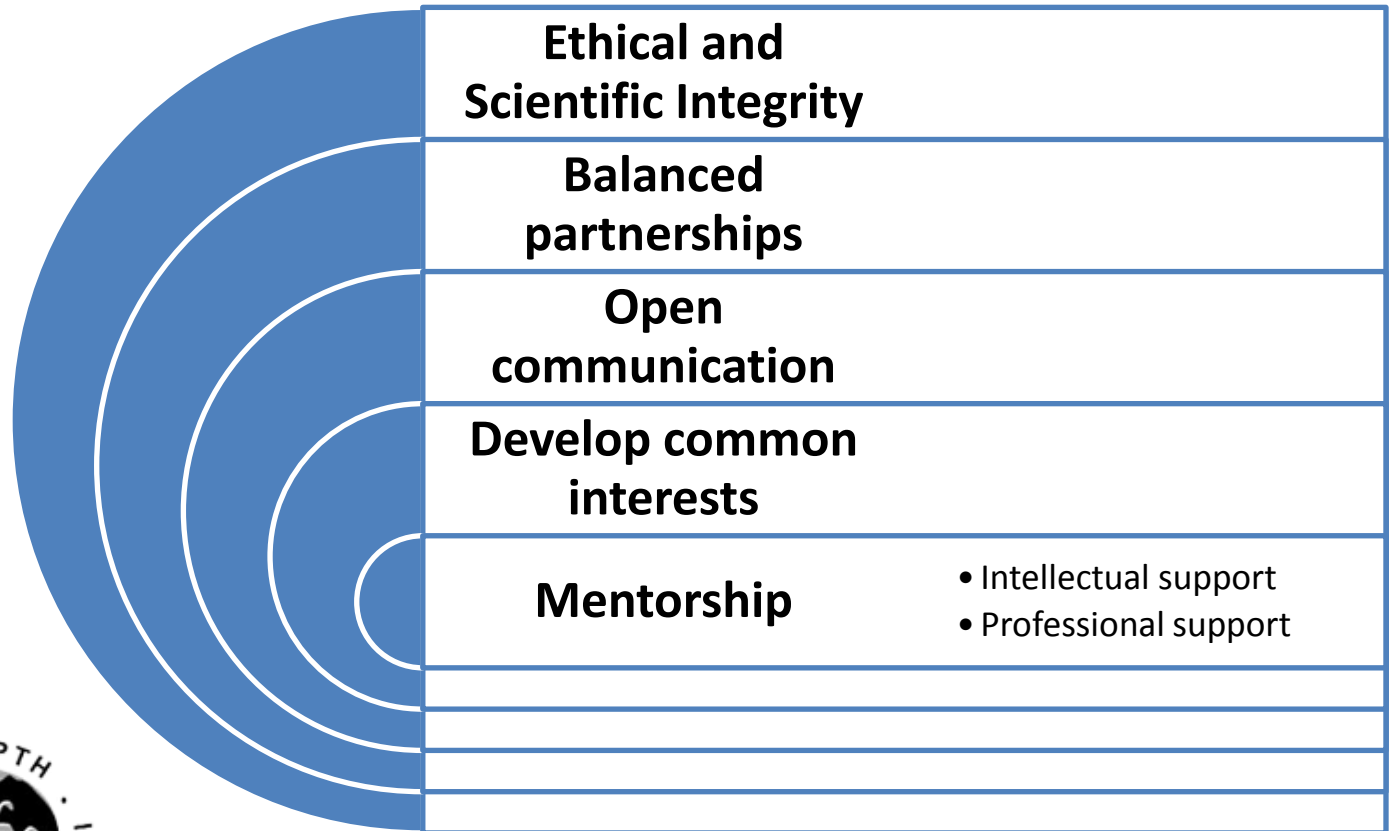 Ethical and
Scientific Integrity
Balanced
partnerships
Open
communication
Develop common
interests
Mentorship
• Intellectual support
• Professional support